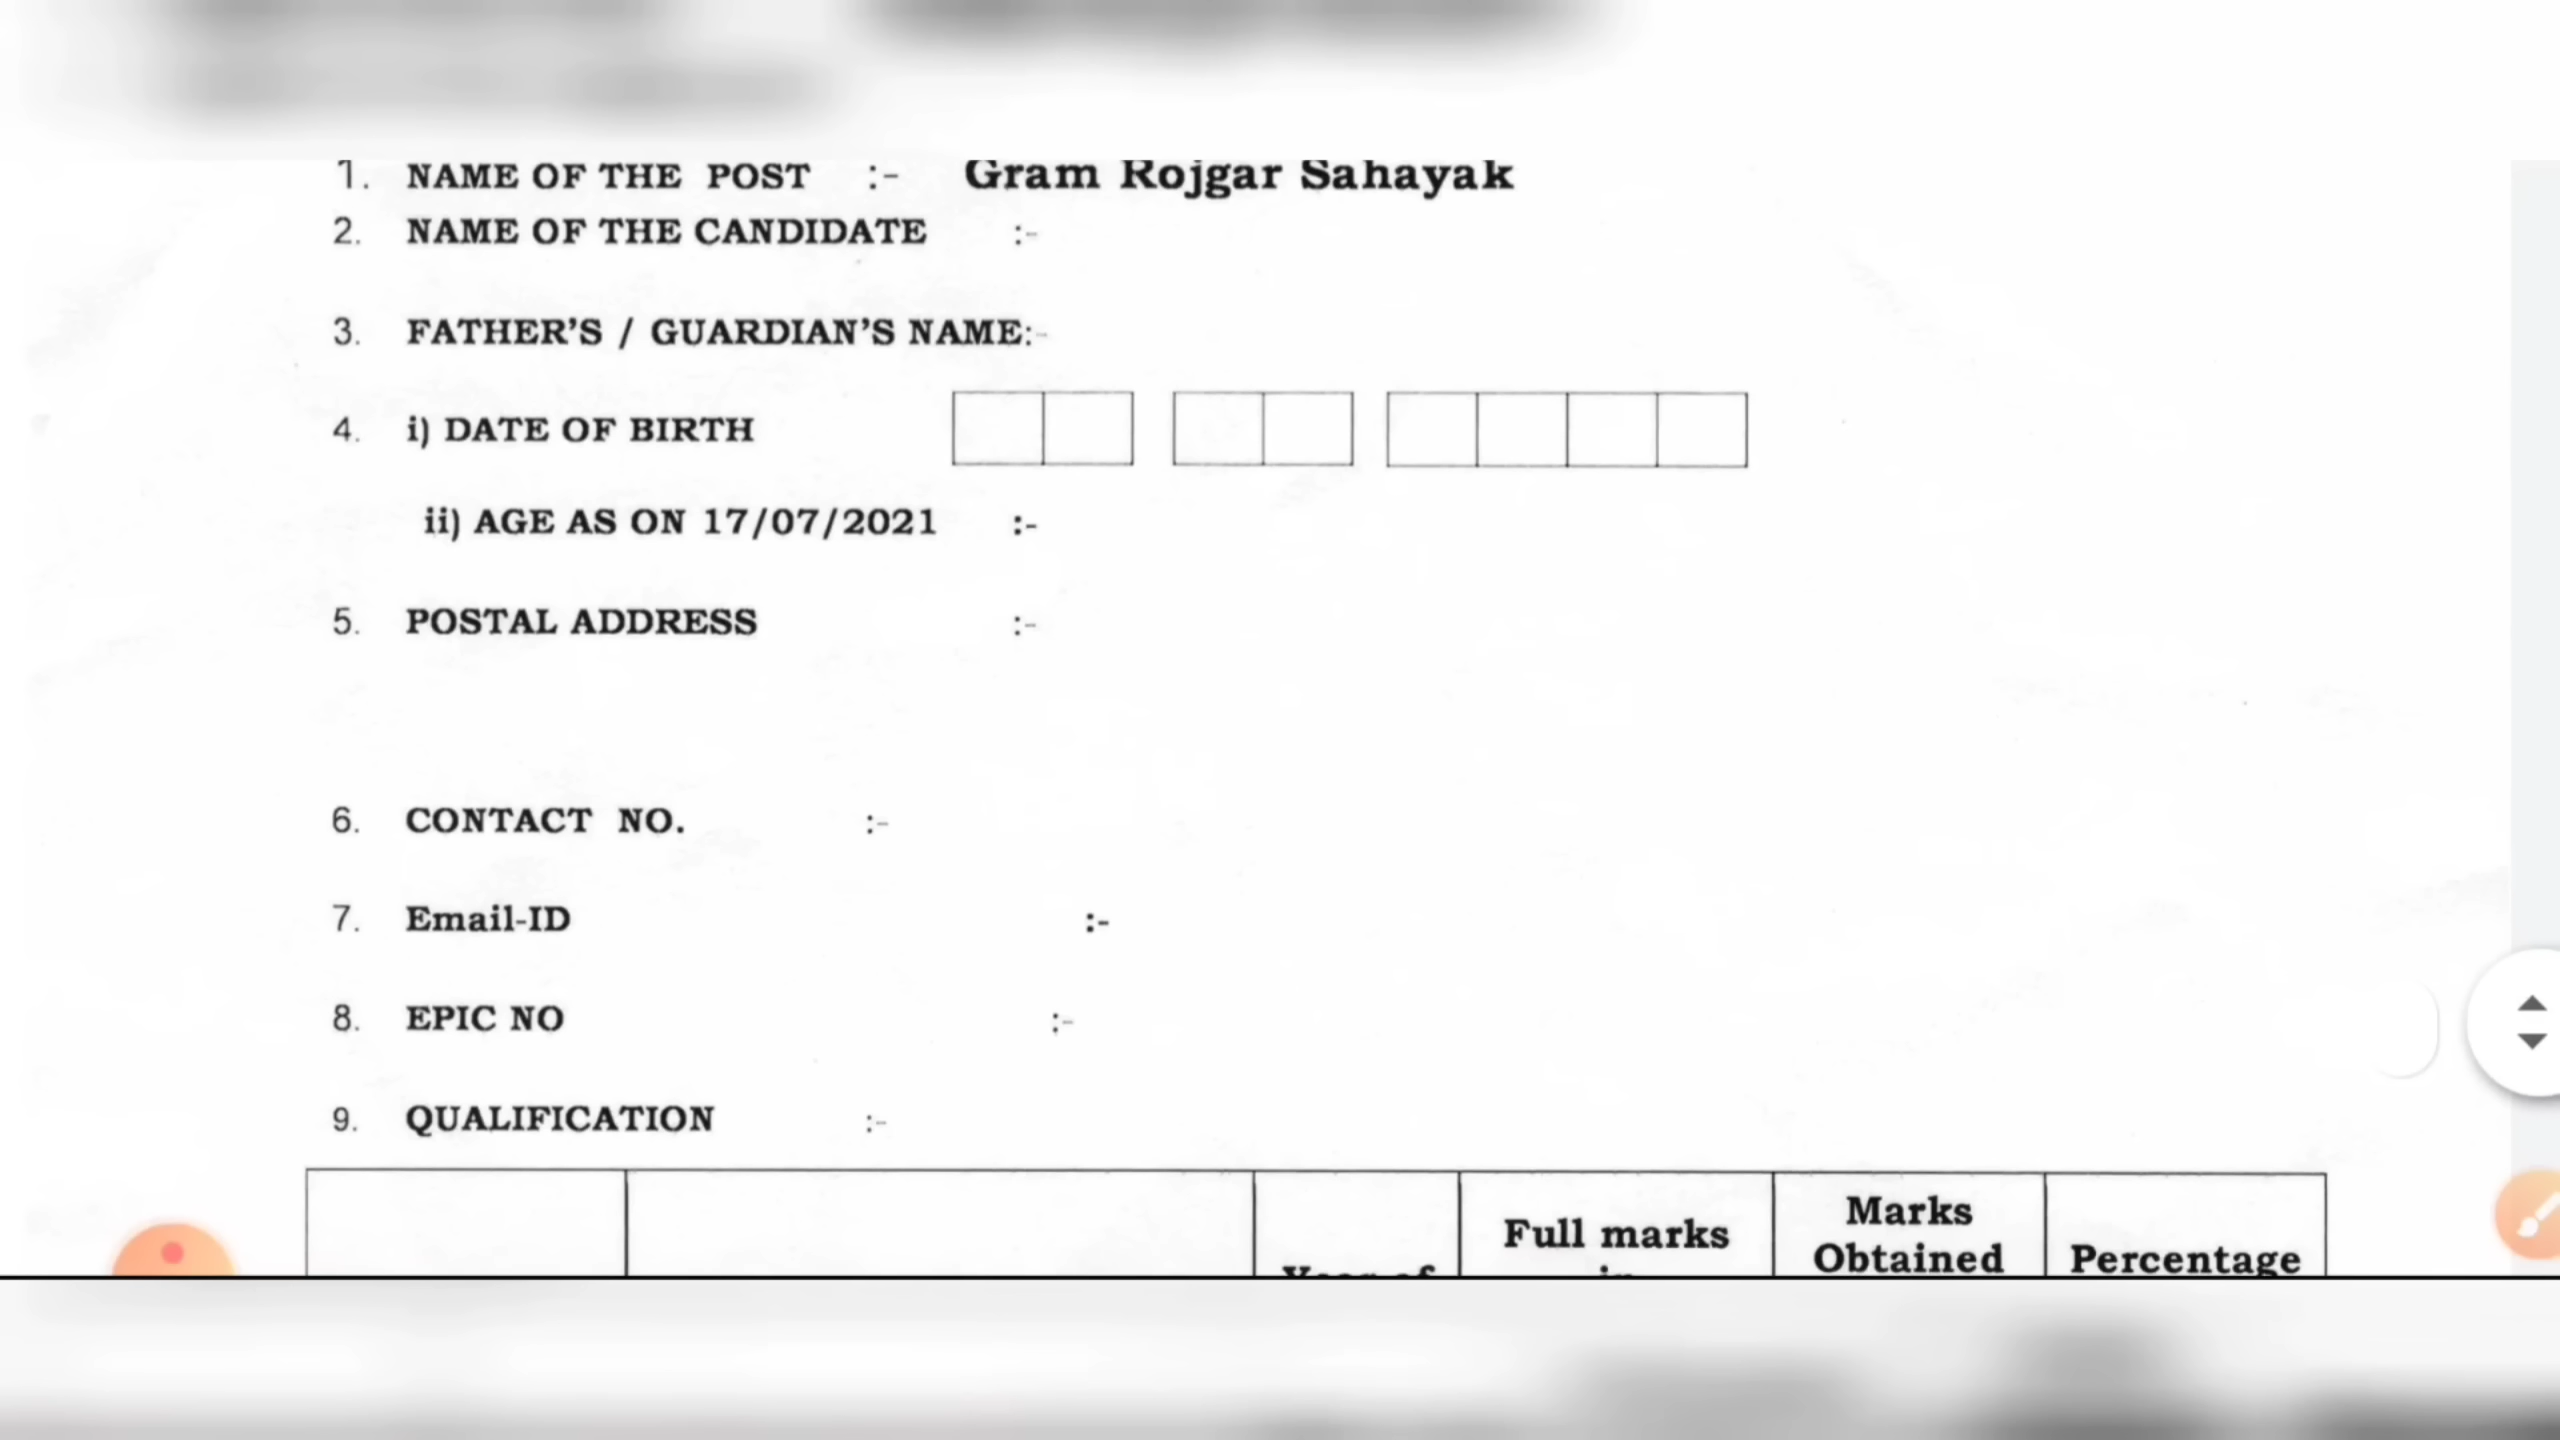 1. NAME OF THE POST :- Gram Rojgar Sahayak
2. NAME OF THE CANDIDATE :-
3. FATHER'S / GUARDIAN'S NAME:-
4. i) DATE OF BIRTH
ii) AGE AS ON 17/07/2021 :-
5. POSTAL ADDRESS :-
6. CONTACT NO. :-
7. Email-ID :-
8. EPIC NO :-
9. QUALIFICATION :-
Full marks
Marks
Obtained
Percentage